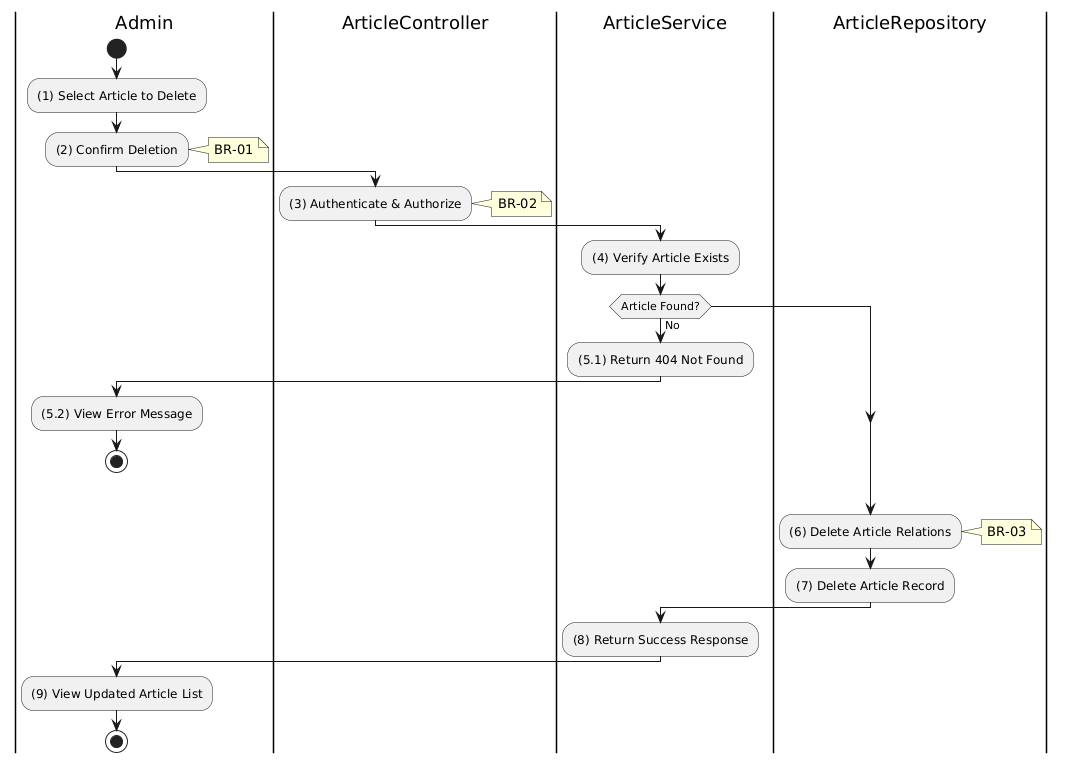 Admin
ArticleController
ArticleService
ArticleRepository
(1) Select Article to Delete
(2) Confirm Deletion
BR-01
(3) Authenticate & Authorize
BR-02
(4) Verify Article Exists
Article Found?
No
(5.1) Return 404 Not Found
(5.2) View Error Message
(6) Delete Article Relations
BR-03
(7) Delete Article Record
(8) Return Success Response
(9) View Updated Article List